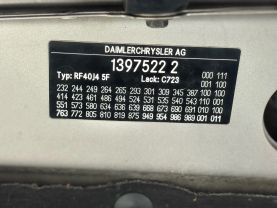 DAIMLERCHRYSLER AG
1397522 2
000 111
Typ: RF40J4 5F Lack: C723 001 100
232 244 249 264 265 293 301 309 345 387 100 100
414 423 461 486 494 524 531 535 540 543 110 001
551 573 580 634 636 639 668 673 690 891 010 100
763 772 805 810 819 875 949 954 986 989 001 011